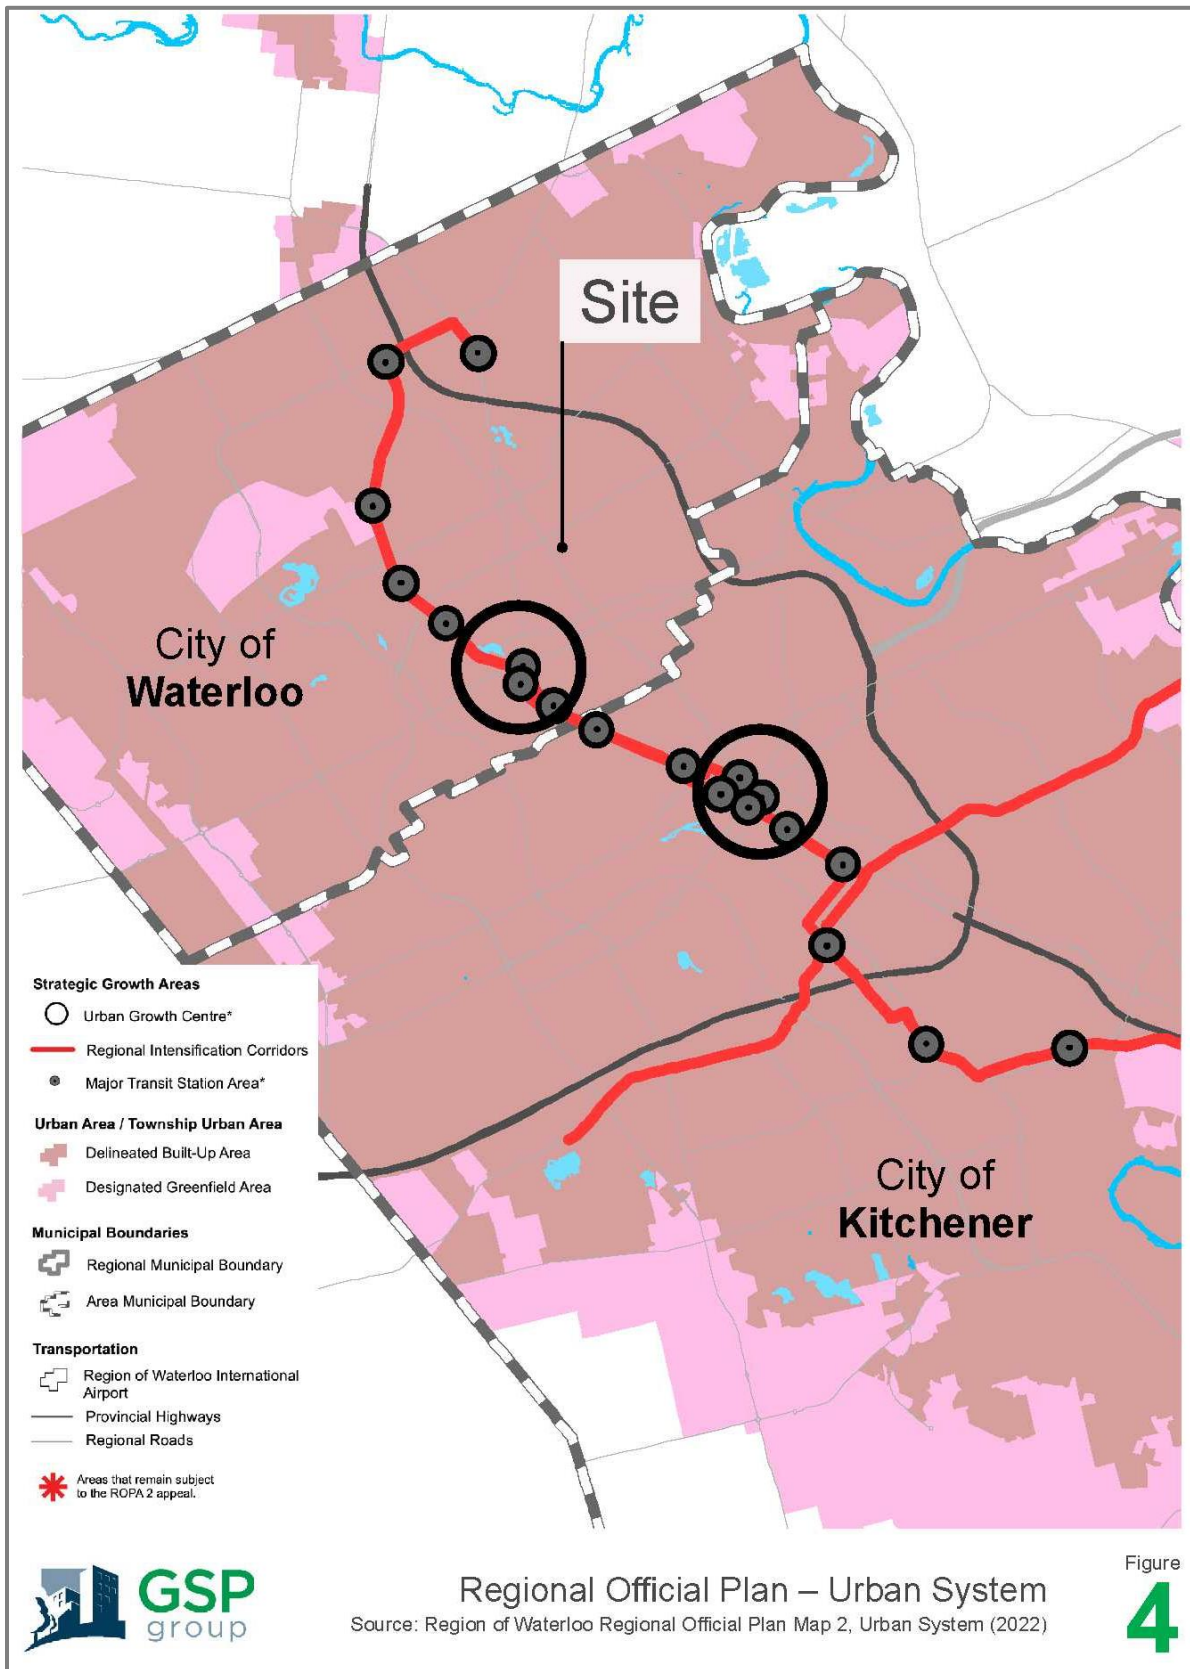 Site
City of
Waterloo
City of
Kitchener
Strategic Growth Areas
Urban Growth Centre*
Regional Intensification Corridors
Major Transit Station Area*
Urban Area / Township Urban Area
Delineated Built-Up Area
Designated Greenfield Area
Municipal Boundaries
Regional Municipal Boundary
Area Municipal Boundary
Transportation
Region of Waterloo International
Airport
Provincial Highways
Regional Roads
Areas that remain subject
to the ROPA 2 appeal.
GSP
group
Regional Official Plan – Urban System
Source: Region of Waterloo Regional Official Plan Map 2, Urban System (2022)
Figure
4